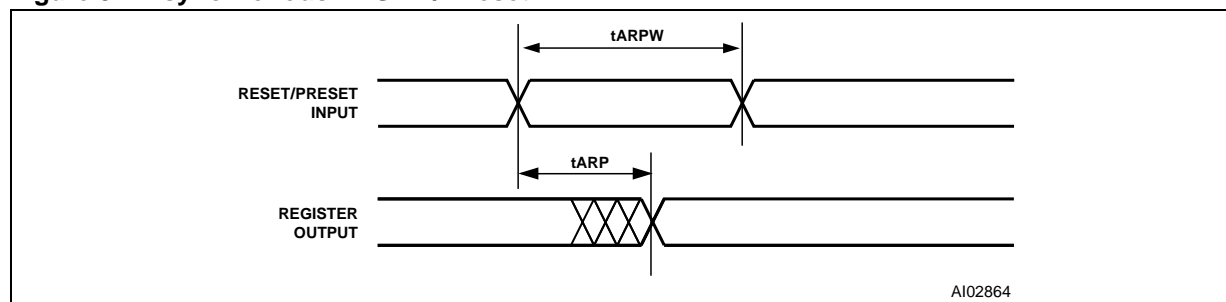 tARPW
RESET/PRESET
INPUT
tARP
REGISTER
OUTPUT
AI02864